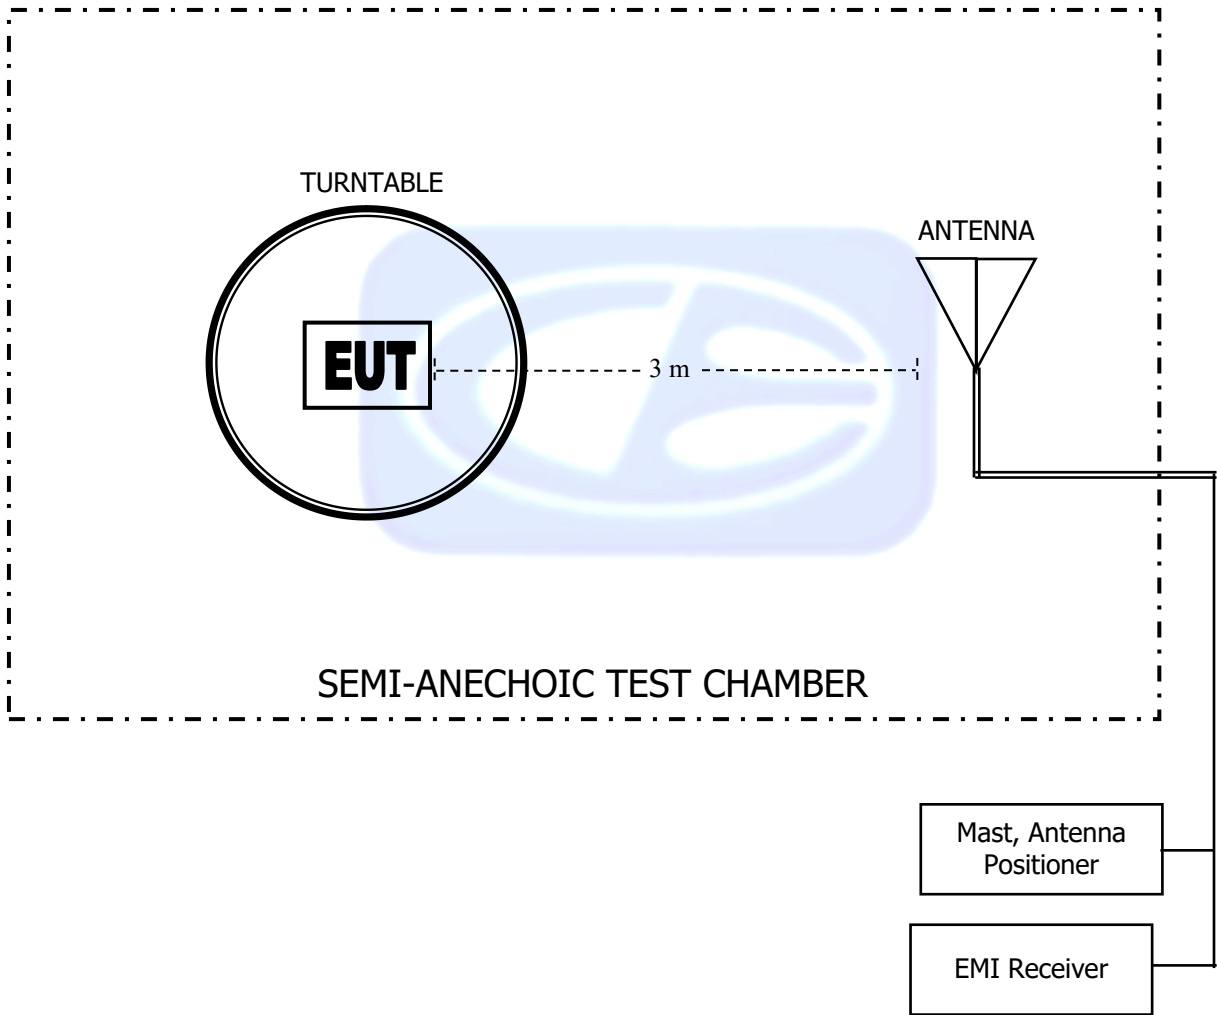 TURNTABLE
ANTENNA
EUT
3 m
SEMI-ANECHOIC TEST CHAMBER
Mast, Antenna
Positioner
EMI Receiver